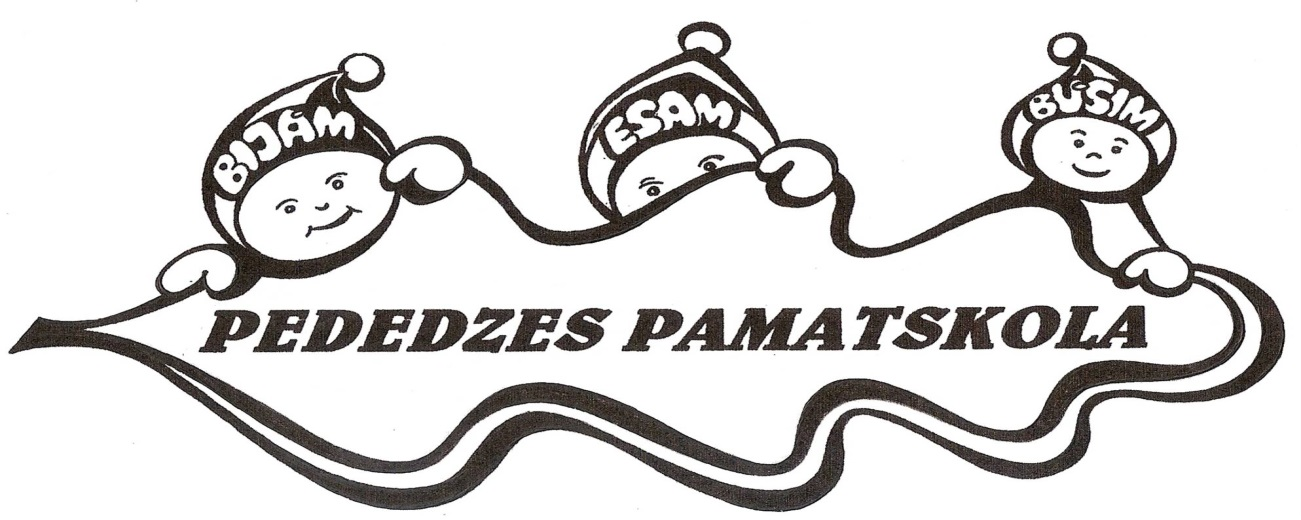 BIJĀM
ESAM
BŪSIM
PEDEDZES PAMATSKOLA